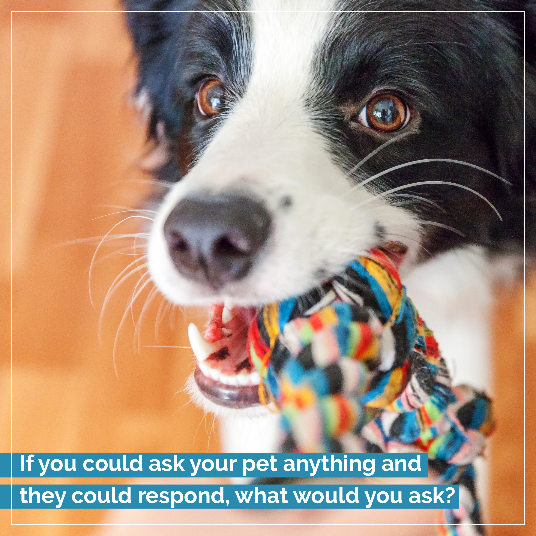 If you could ask your pet anything and
they could respond, what would you ask?